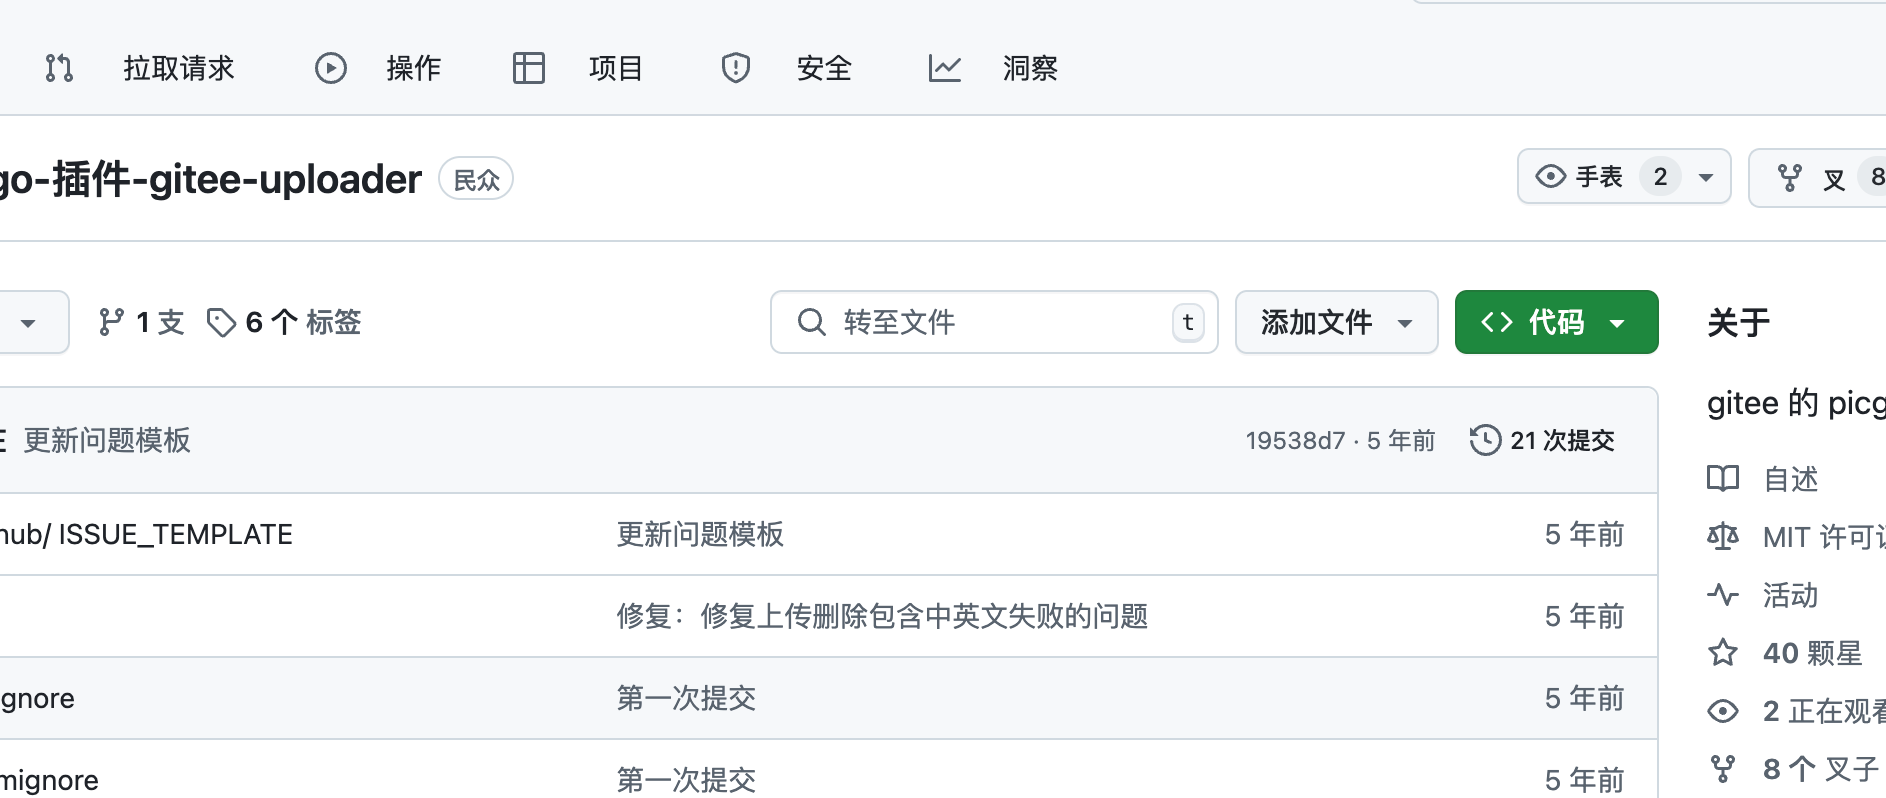 拉取请求 操作 项目 安全 洞察
go-插件-gitee-uploader 民众 手表 2 叉 8
1 支 6 个 标签 转至文件 t 添加文件 代码 关于
gitee 的 picg
更新问题模板 19538d7 · 5 年前 21 次提交
自述
hub/ ISSUE_TEMPLATE 更新问题模板 5 年前
MIT 许可
活动
修复：修复上传删除包含中英文失败的问题 5 年前
40 颗星
gnore 第一次提交 5 年前
2 正在观看
mignore 第一次提交 5 年前
8 个 叉子